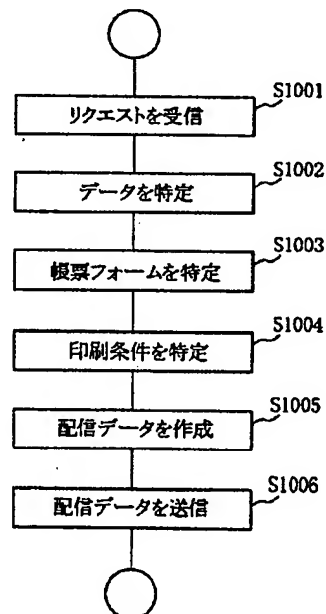 S1001
リクエストを受信
S1002
データを特定
S1003
帳票フォームを特定
S1004
印刷条件を特定
S1005
配信データを作成
S1006
配信データを送信